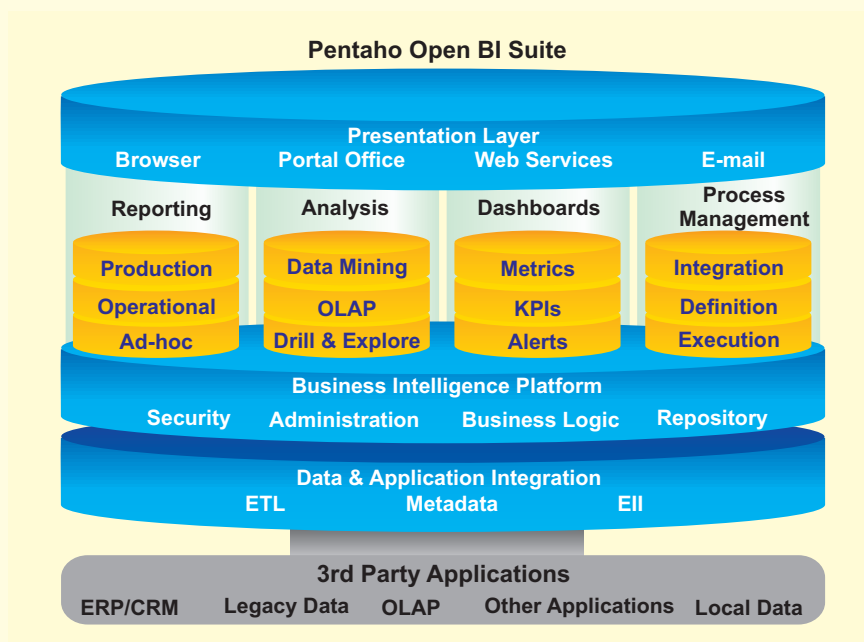 Pentaho Open BI Suite
Presentation Layer
Browser Portal Office Web Services E-mail
Reporting Analysis Dashboards Process Management
Production Data Mining Metrics Integration
Operational OLAP KPIs Definition
Ad-hoc Drill & Explore Alerts Execution
Business Intelligence Platform
Security Administration Business Logic Repository
Data & Application Integration
ETL Metadata EII
3rd Party Applications
ERP/CRM Legacy Data OLAP Other Applications Local Data